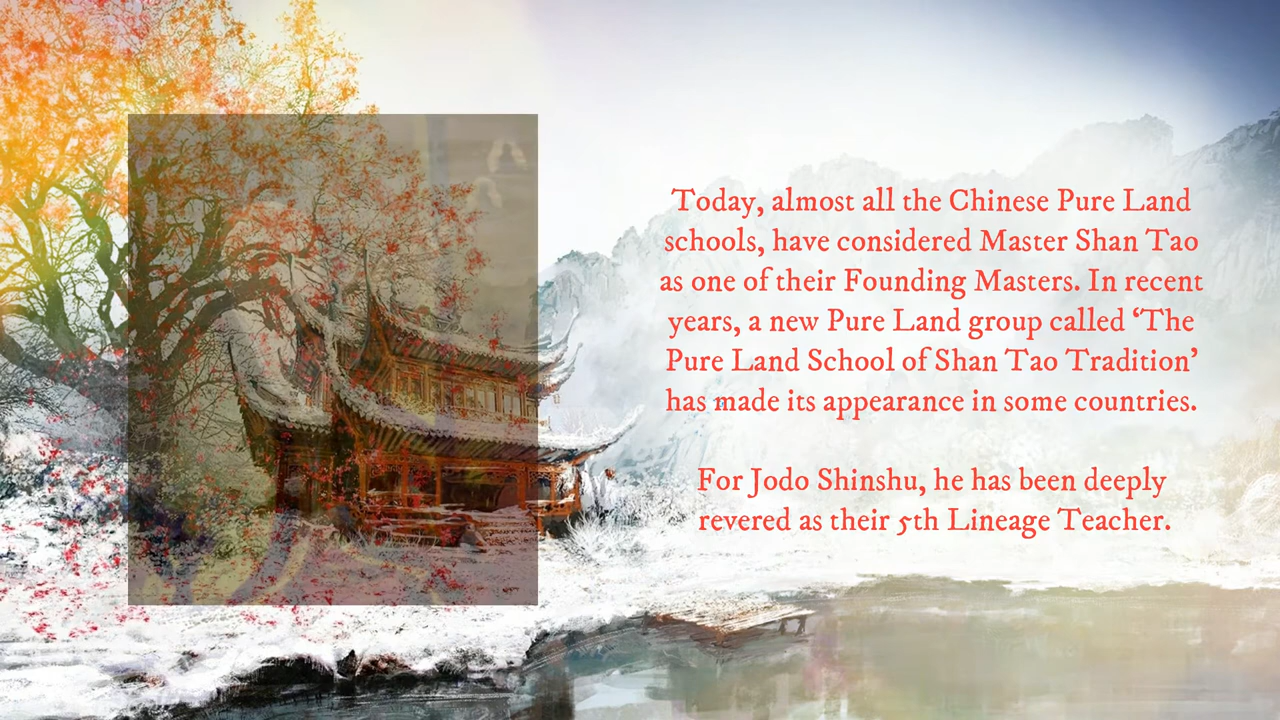 Today, almost all the Chinese Pure Land
schools, have considered Master Shan Tao
as one of their Founding Masters. In recent
years, a new Pure Land group called ‘The
Pure Land School of Shan Tao Tradition’
has made its appearance in some countries.
For Jodo Shinshu, he has been deeply
revered as their 5th Lineage Teacher.